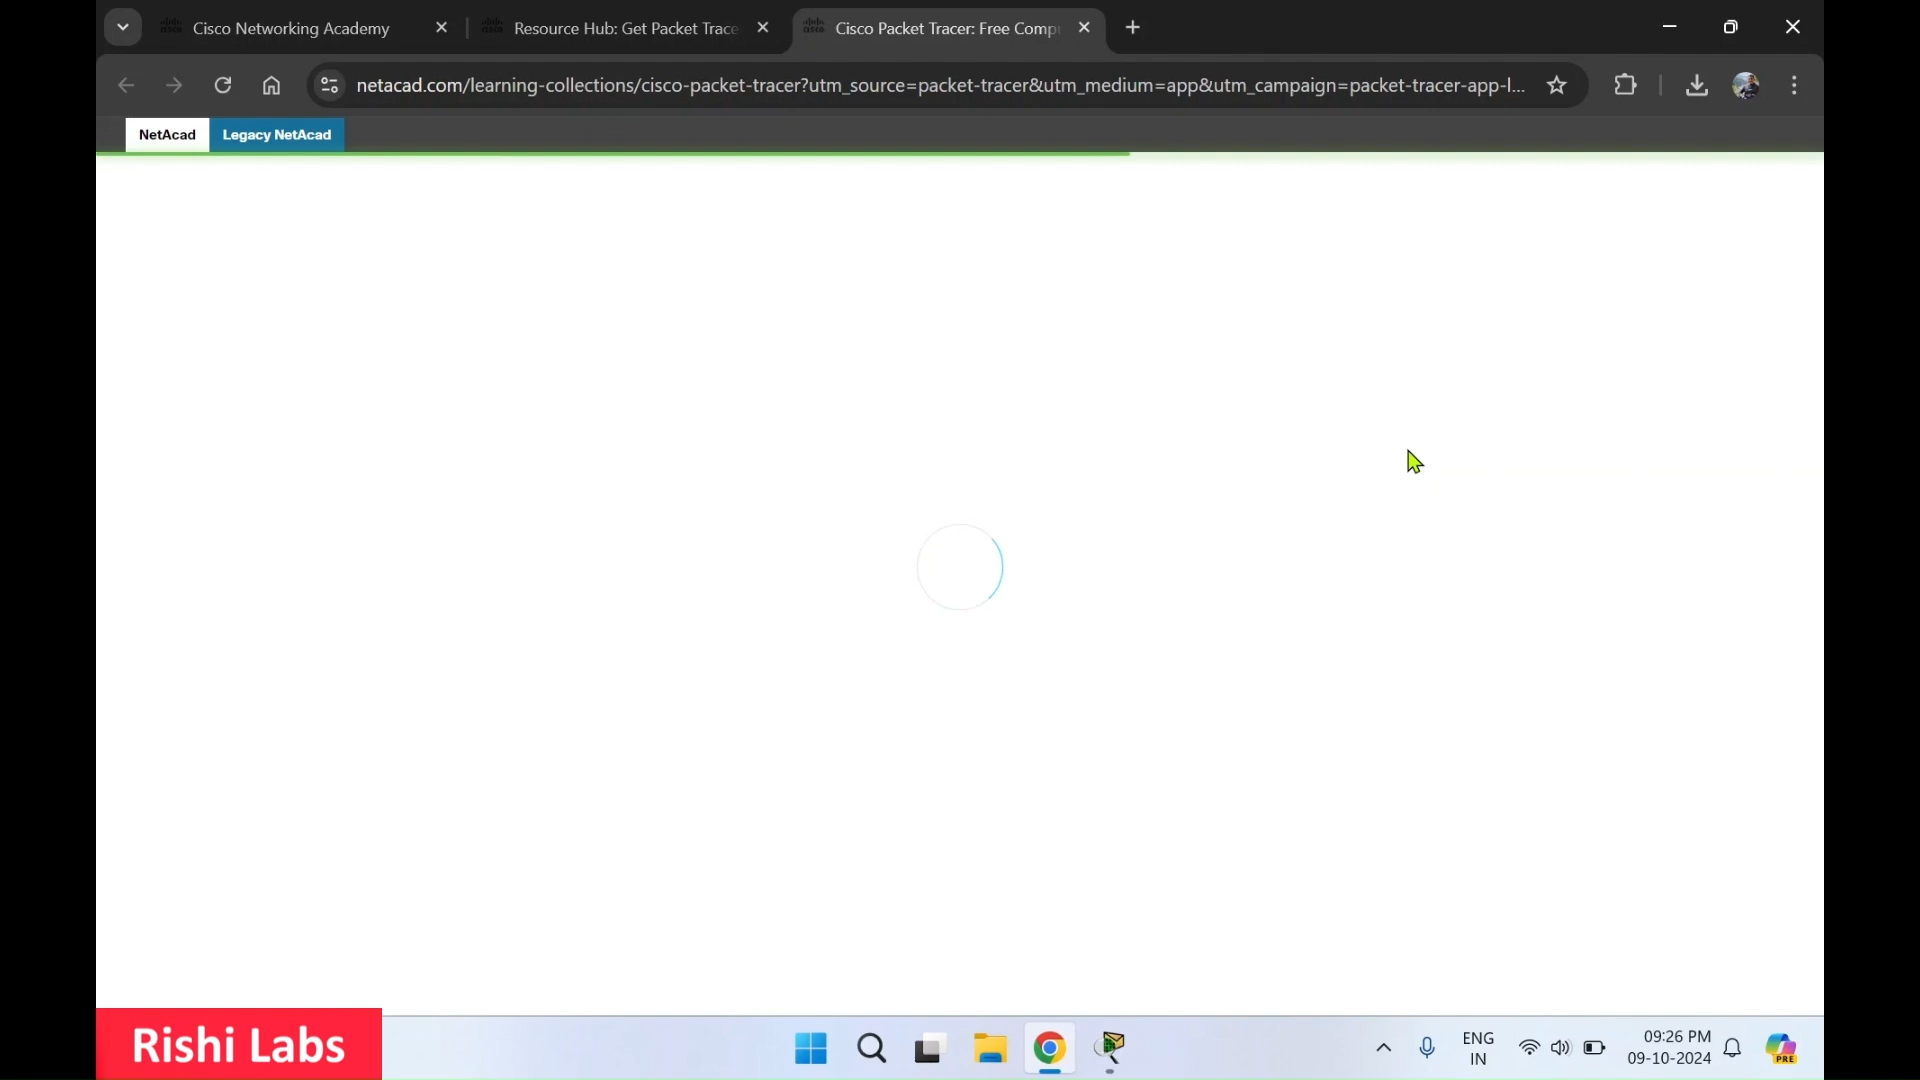 Cisco Networking Academy
Resource Hub: Get Packet Trace
Cisco Packet Tracer: Free Comp
netacad.com/learning-collections/cisco-packet-tracer?utm_source=packet-tracer&utm_medium=app&utm_campaign=packet-tracer-app-l...
NetAcad
Legacy NetAcad
Rishi Labs
ENG
IN
09:26 PM
09-10-2024
PRE